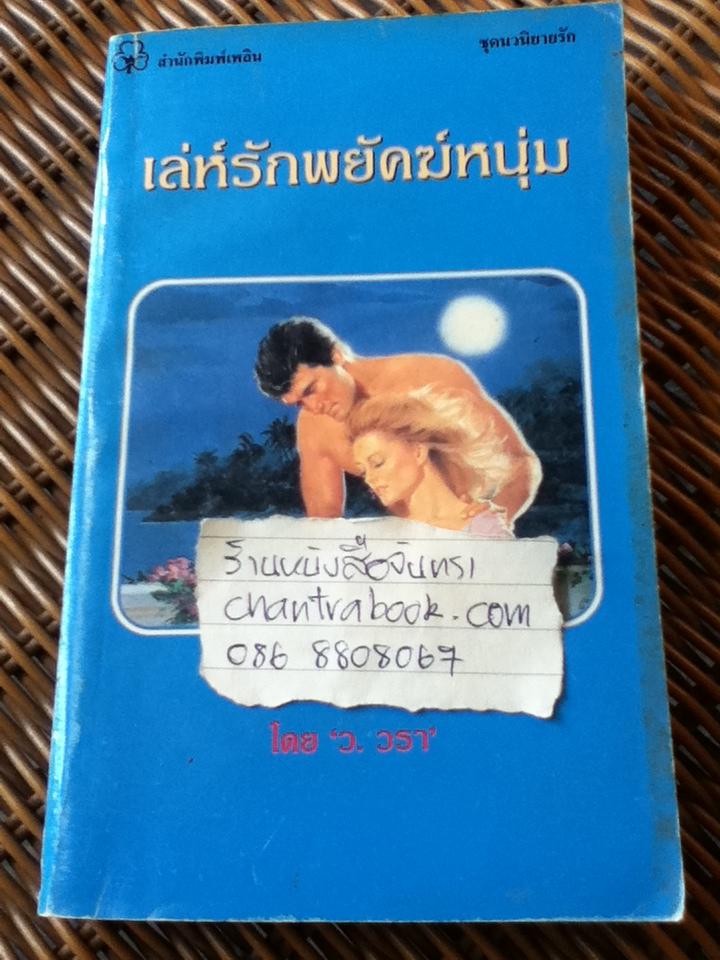 สำนักพิมพ์เพลิน
ชุดนวนิยายรัก
เล่ห์รักพยัคฆ์หนุ่ม
ร้านหนังสือจันทรา
chantrabook.com
086 8808067
โดย 'ว. วรา'